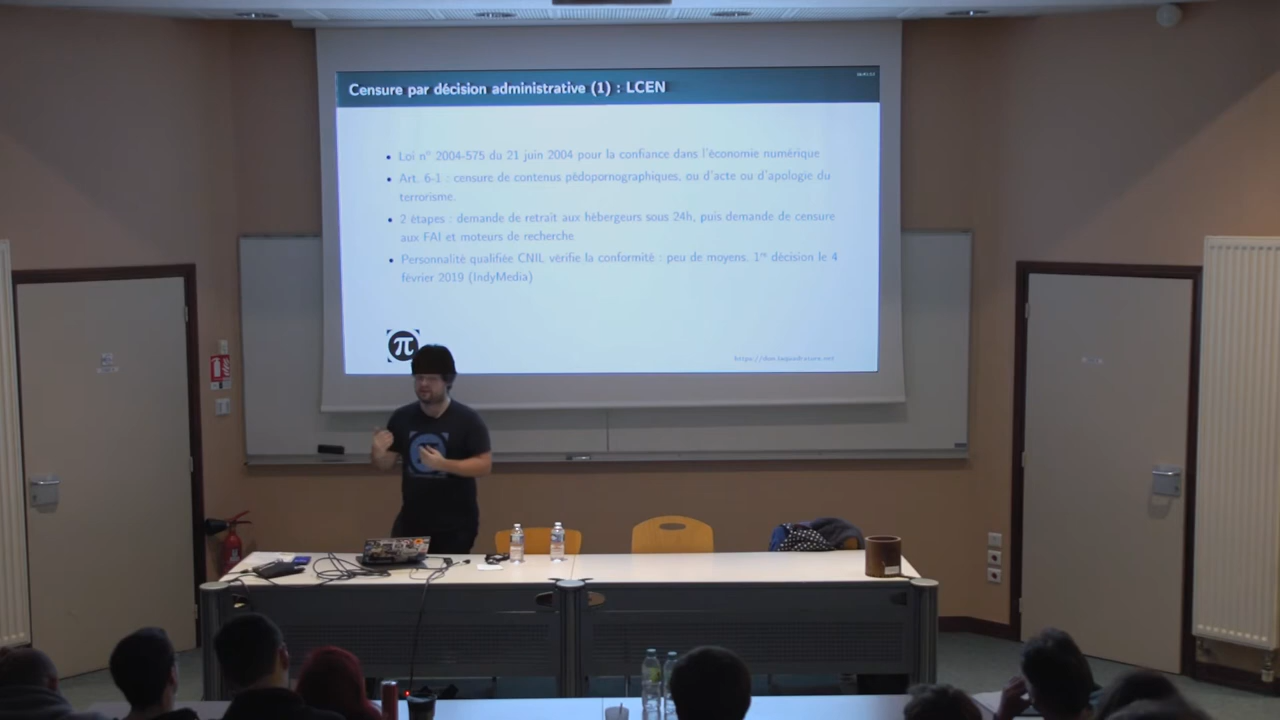 Censure par décision administrative (1) : LCEN
Loi n° 2004-575 du 21 juin 2004 pour la confiance dans l'économie numérique
Art. 6-1 : censure de contenus pédopornographiques, ou d'acte ou d'apologie du
terrorisme.
2 étapes : demande de retrait aux hébergeurs sous 24h, puis demande de censure
aux FAI et moteurs de recherche
Personnalité qualifiée CNIL vérifie la conformité : peu de moyens, 1re décision le 4
février 2019 (IndyMedia)
π